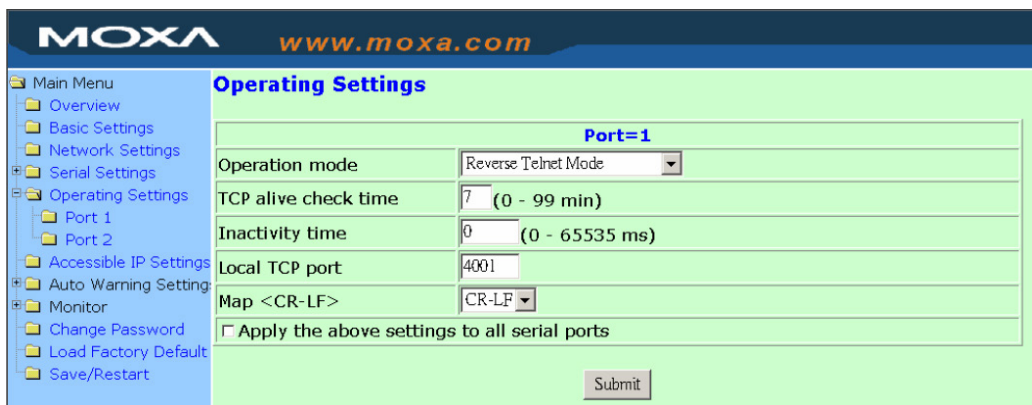 MOXA www.moxa.com
Main Menu
Overview
Basic Settings
Network Settings
Serial Settings
Operating Settings
Port 1
Port 2
Accessible IP Settings
Auto Warning Setting
Monitor
Change Password
Load Factory Default
Save/Restart
Operating Settings
Port=1
Operation mode Reverse Telnet Mode
TCP alive check time 7 (0 - 99 min)
Inactivity time 0 (0 - 65535 ms)
Local TCP port 4001
Map <CR-LF> CR-LF
Apply the above settings to all serial ports
Submit